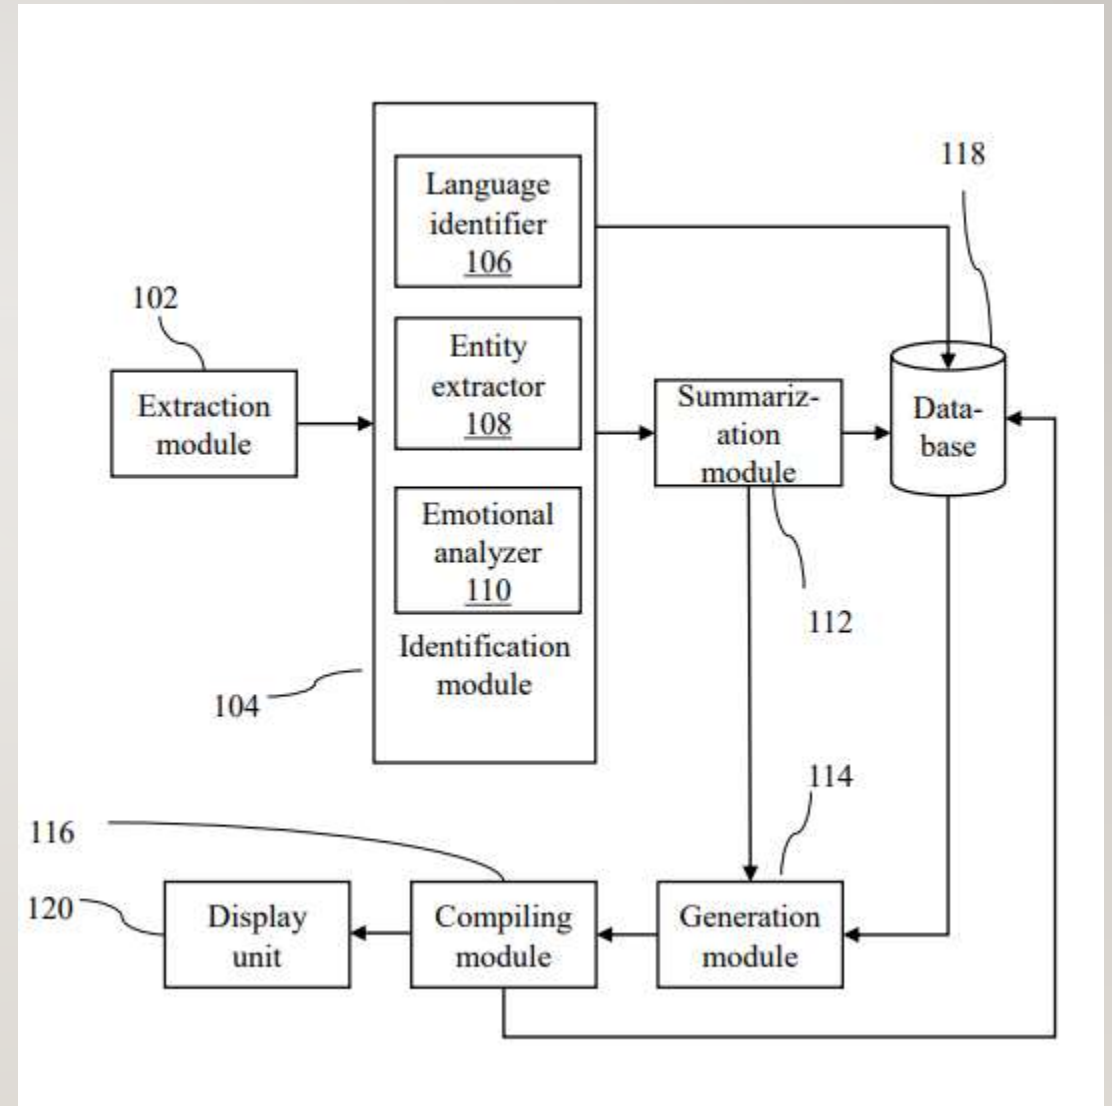 118
Language
identifier
106
102
Entity
extractor
108
Extraction
module
Summariz-
ation
module
Data-
base
Emotional
analyzer
110
112
Identification
module
104
114
116
120
Display
unit
Compiling
module
Generation
module